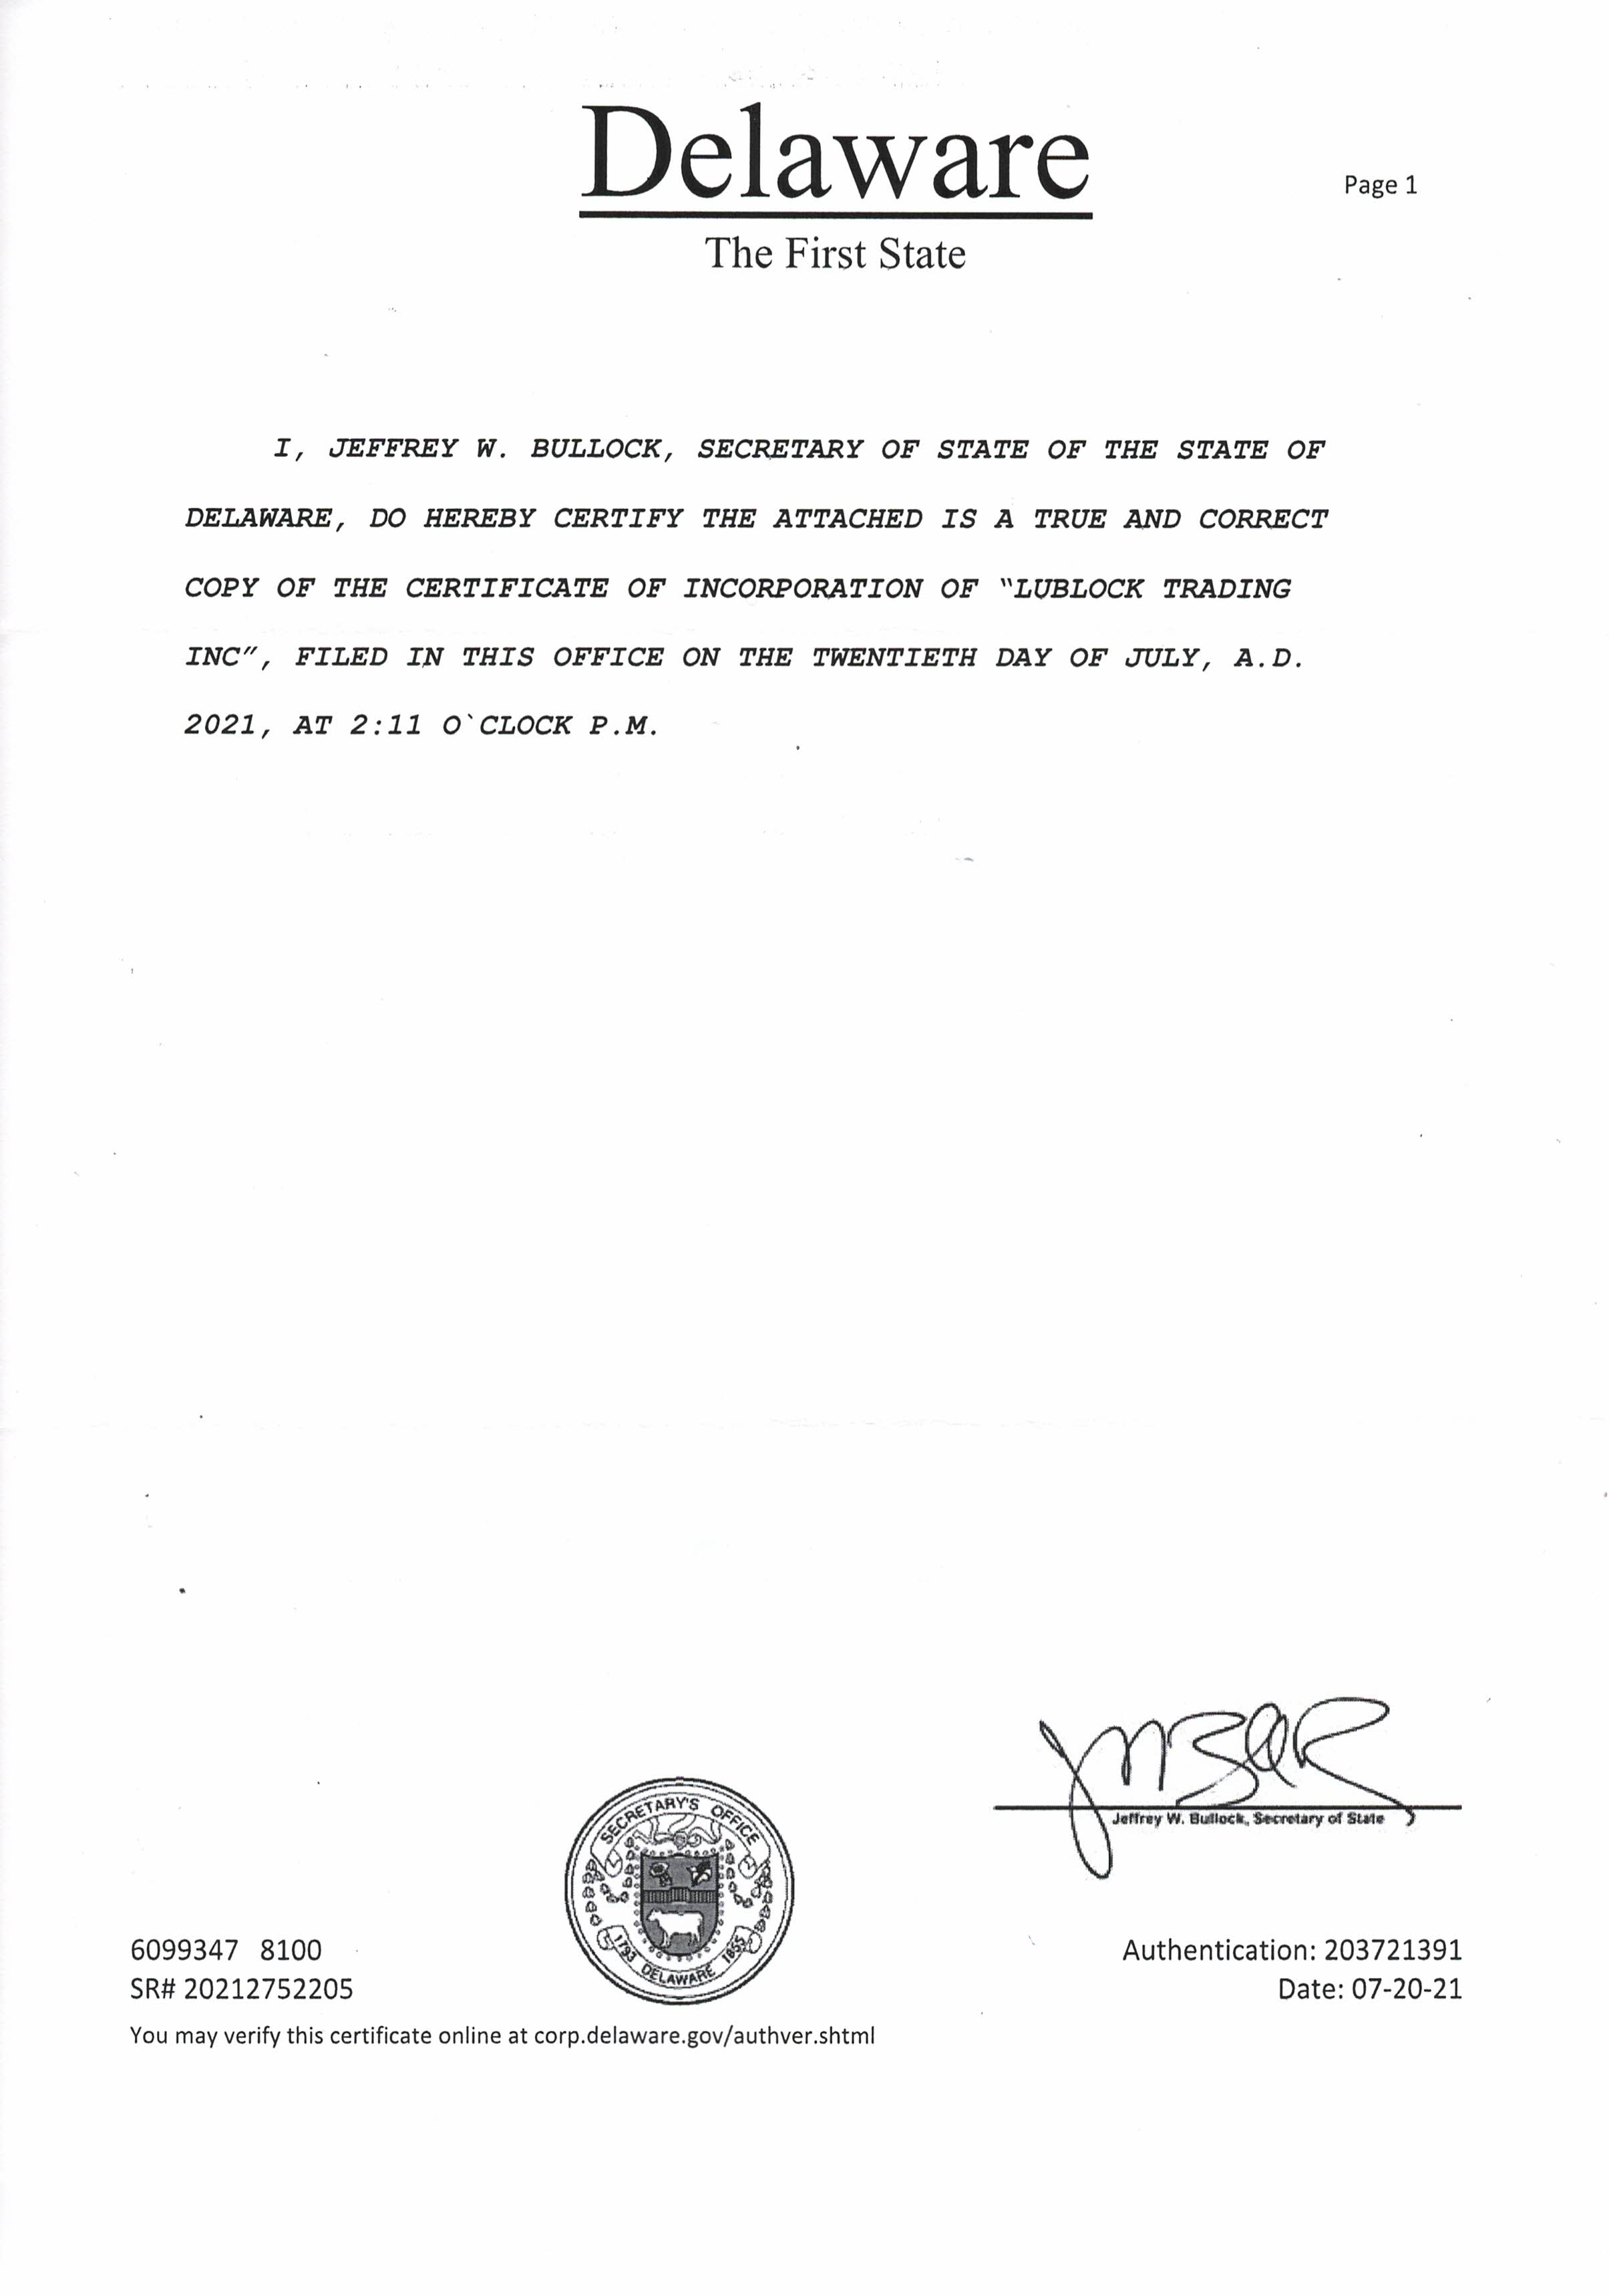 Delaware
Page 1
The First State
I, JEFFREY W. BULLOCK, SECRETARY OF STATE OF THE STATE OF
DELAWARE, DO HEREBY CERTIFY THE ATTACHED IS A TRUE AND CORRECT
COPY OF THE CERTIFICATE OF INCORPORATION OF “LUBLOCK TRADING
INC”, FILED IN THIS OFFICE ON THE TWENTIETH DAY OF JULY, A.D.
2021, AT 2:11 O`CLOCK P.M.
Jeffrey W. Bullock, Secretary of State
SECRETARY'S OFFICE
1793 DELAWARE 1855
6099347 8100
SR# 20212752205
Authentication: 203721391
Date: 07-20-21
You may verify this certificate online at corp.delaware.gov/authver.shtml